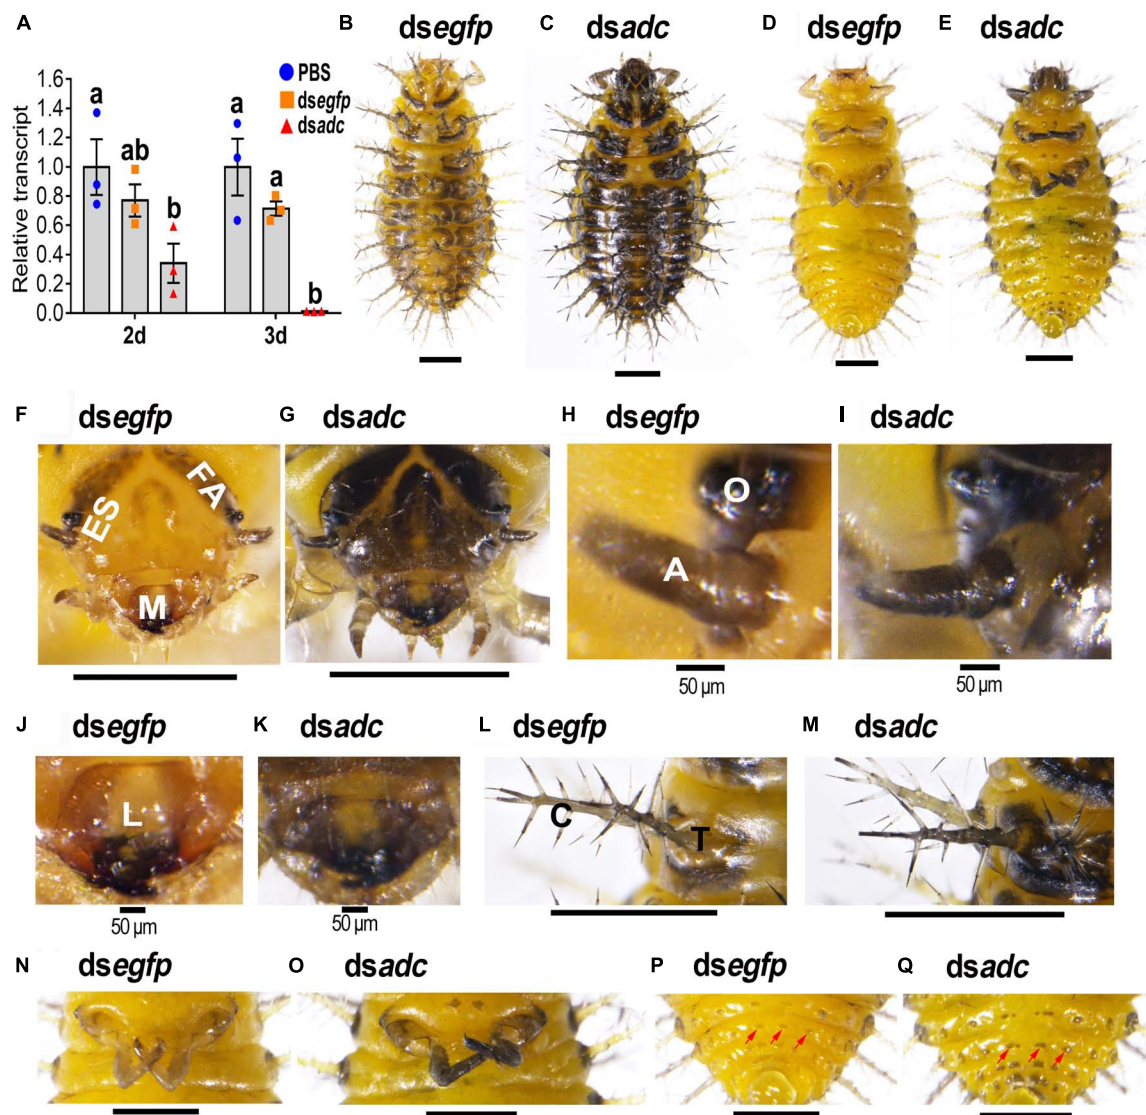 A
B
dsegfp
C
dsadc
D
dsegfp
E
dsadc
PBS
dsegfp
dsadc
Relative transcript
1.6
1.4
1.2
1.0
0.8
0.6
0.4
0.2
0.0
a
ab
b
a
a
b
2d
3d
F
dsegfp
G
dsadc
H
dsegfp
I
dsadc
ES
FA
M
O
A
50 µm
50 µm
J
dsegfp
K
dsadc
L
dsegfp
M
dsadc
L
C
T
50 µm
50 µm
N
dsegfp
O
dsadc
P
dsegfp
Q
dsadc